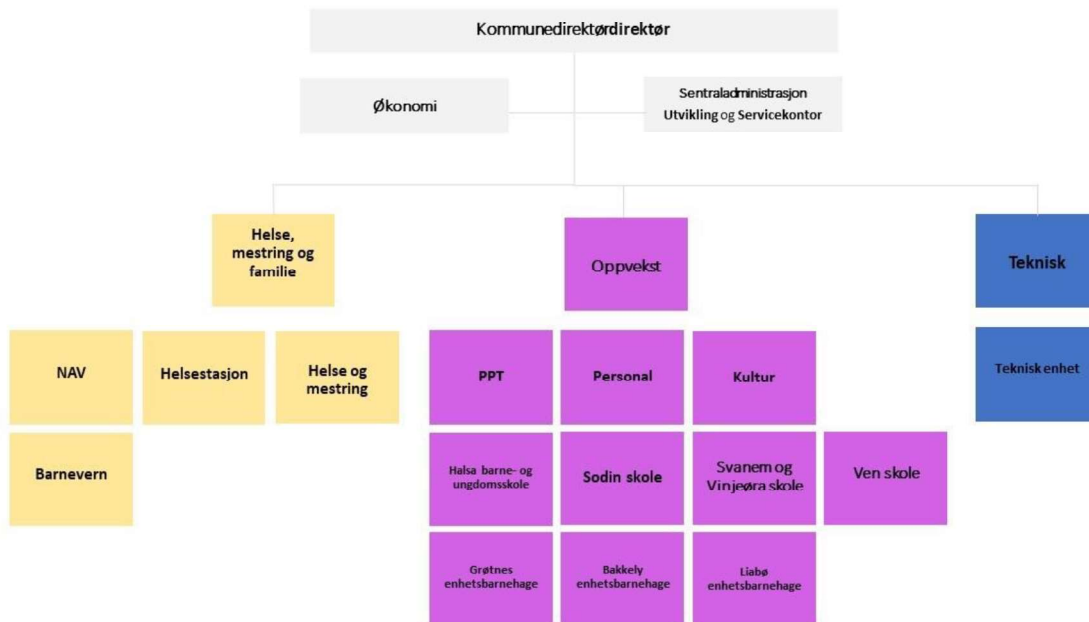 Kommunedirektørdirektør
Økonomi
Sentraladministrasjon
Utvikling og Servicekontor
Helse,
mestring og
familie
Oppvekst
Teknisk
NAV
Helsestasjon
Helse og
mestring
PPT
Personal
Kultur
Teknisk enhet
Barnevern
Halsa barne- og
ungdomsskole
Sodin skole
Svanem og
Vinjeøra skole
Ven skole
Grøtnes
enhetsbarnehage
Bakkely
enhetsbarnehage
Liabø
enhetsbarnehage